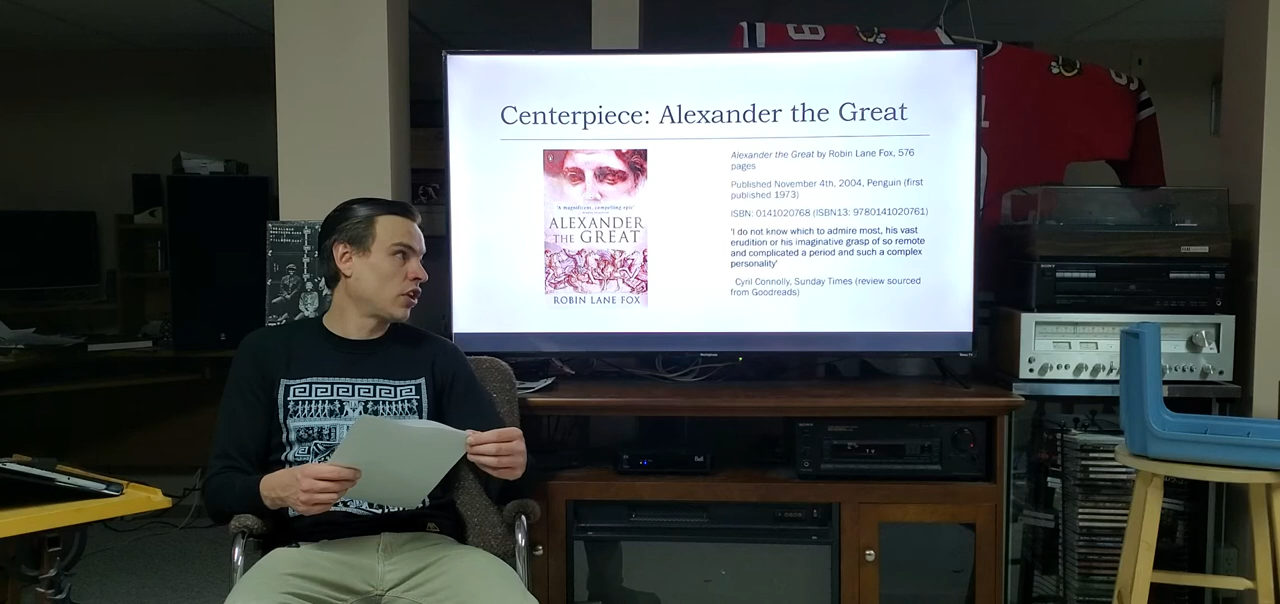 Centerpiece: Alexander the Great
'A magnificent, compelling epic'
ALEXANDER
THE GREAT
ROBIN LANE FOX
Alexander the Great by Robin Lane Fox, 576
pages
Published November 4th, 2004, Penguin (first
published 1973)
ISBN: 0141020768 (ISBN13: 9780141020761)
'I do not know which to admire most, his vast
erudition or his imaginative grasp of so remote
and complicated a period and such a complex
personality'
Cyril Connolly, Sunday Times (review sourced
from Goodreads)
SONY
SONY
Bell